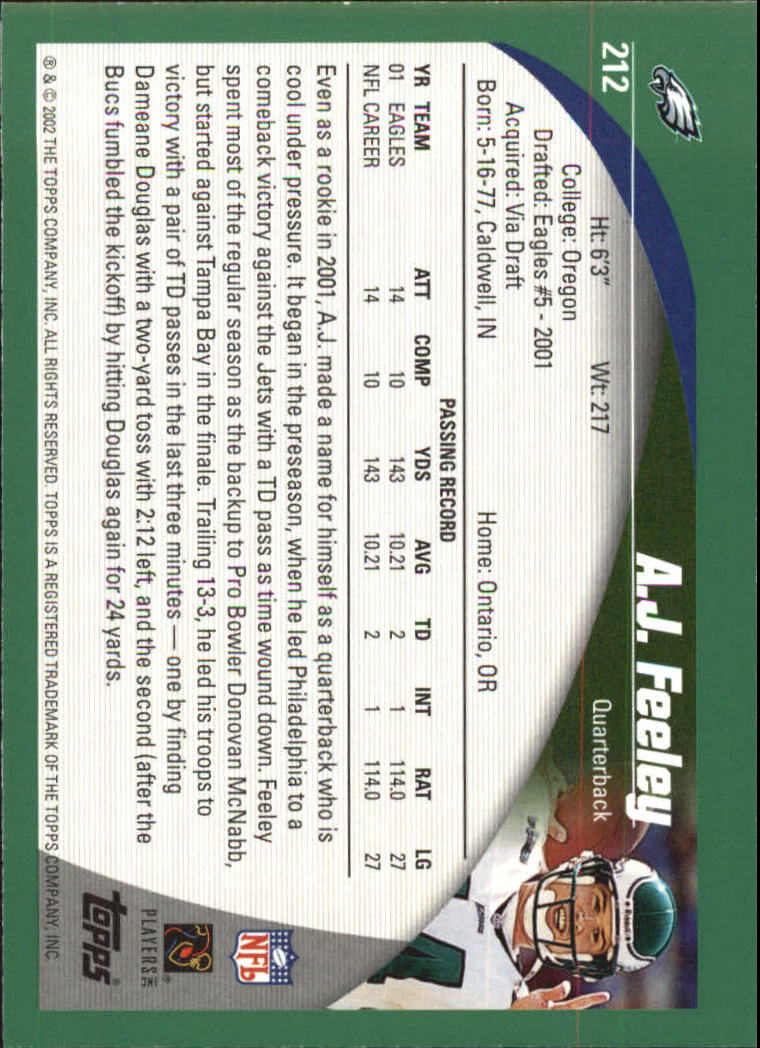 212
A.J. Feeley
Quarterback
Ht: 6'3" Wt: 217
College: Oregon
Drafted: Eagles #5 - 2001
Acquired: Via Draft
Born: 5-16-77, Caldwell, IN Home: Ontario, OR
PASSING RECORD
YR TEAM ATT COMP YDS AVG TD INT RAT LG
01 EAGLES 14 10 143 10.21 2 1 114.0 27
NFL CAREER 14 10 143 10.21 2 1 114.0 27
Even as a rookie in 2001, A.J. made a name for himself as a quarterback who is
cool under pressure. It began in the preseason, when he led Philadelphia to a
comeback victory against the Jets with a TD pass as time wound down. Feeley
spent most of the regular season as the backup to Pro Bowler Donovan McNabb,
but started against Tampa Bay in the finale. Trailing 13-3, he led his troops to
victory with a pair of TD passes in the last three minutes — one by finding
Dameane Douglas with a two-yard toss with 2:12 left, and the second (after the
Bucs fumbled the kickoff) by hitting Douglas again for 24 yards.
NFL
PLAYERS INC
topps®
® & © 2002 THE TOPPS COMPANY, INC. ALL RIGHTS RESERVED. TOPPS IS A REGISTERED TRADEMARK OF THE TOPPS COMPANY, INC.